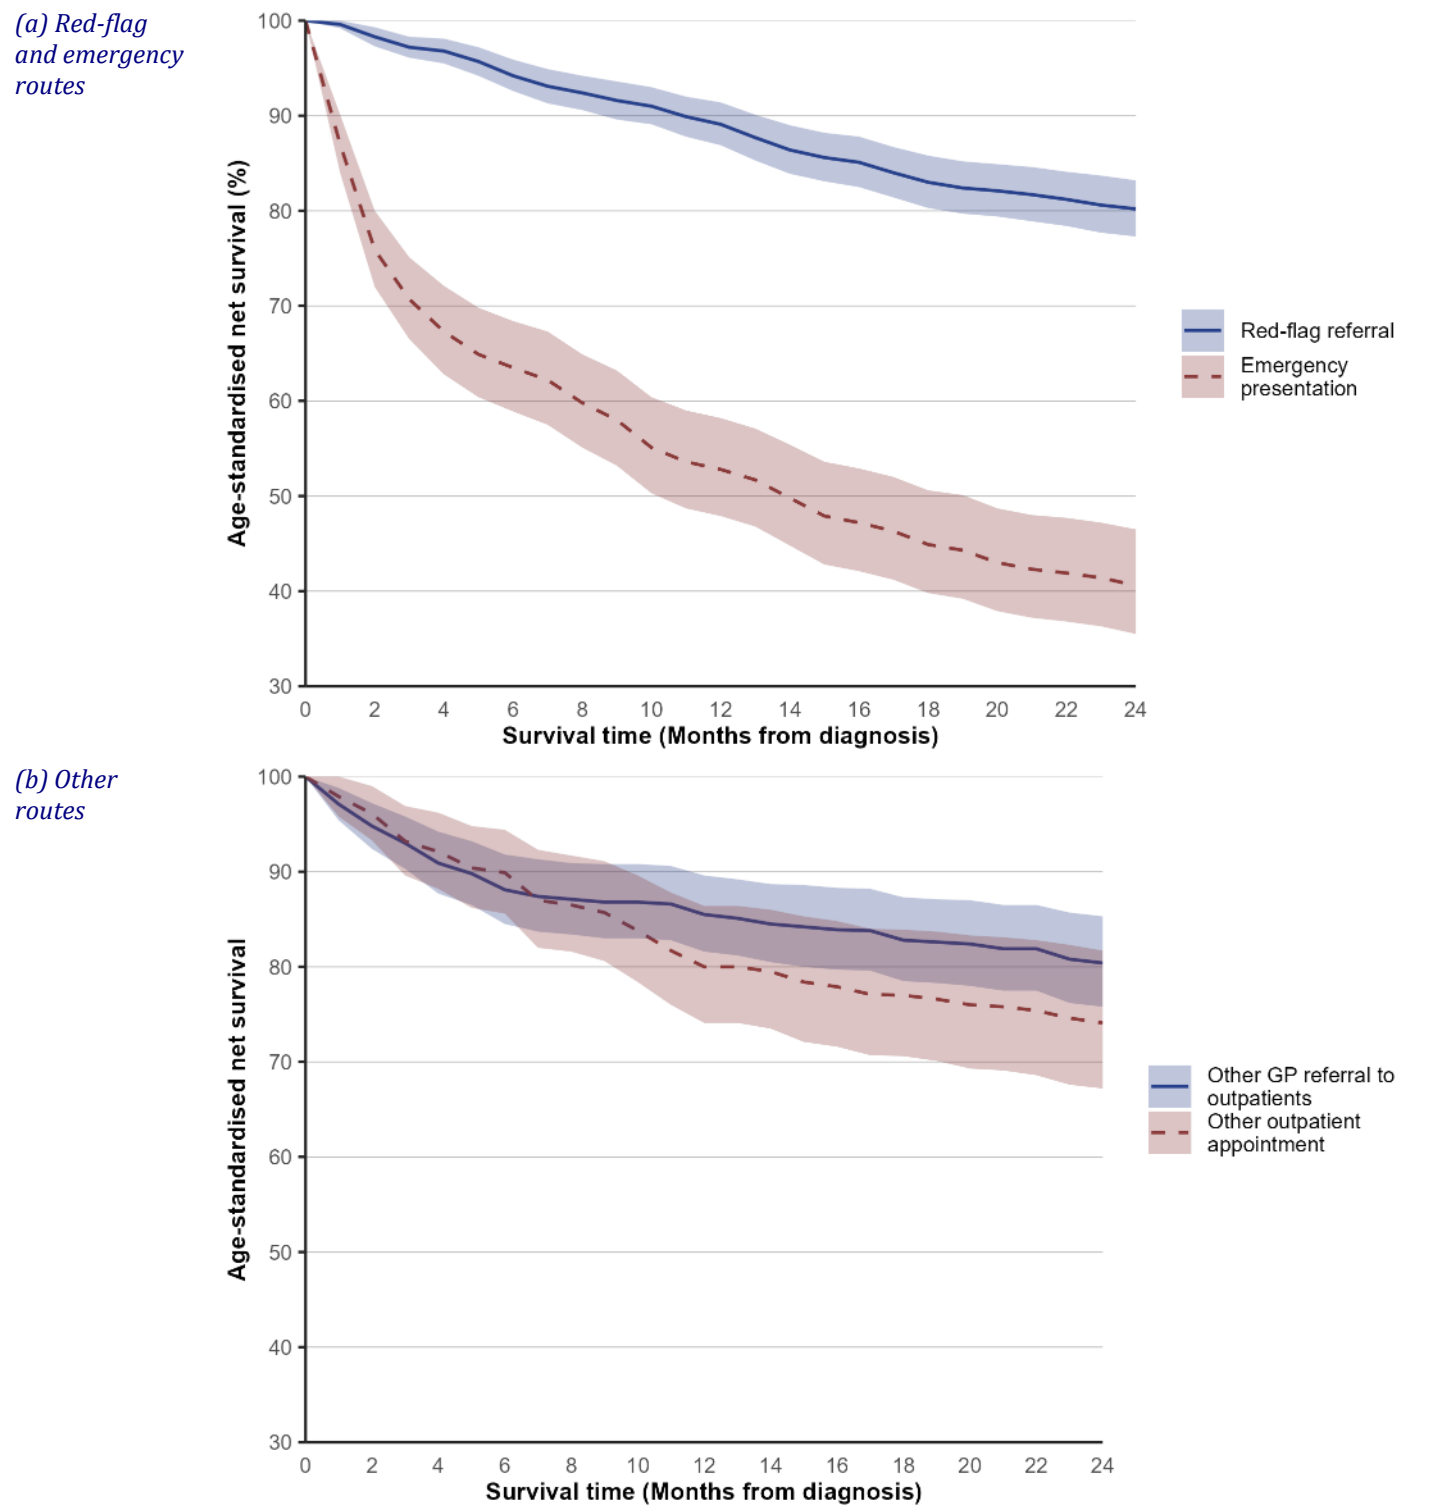 (a) Red-flag
and emergency
routes
Age-standardised net survival (%)
100
90
80
70
60
50
40
30
0 2 4 6 8 10 12 14 16 18 20 22 24
Survival time (Months from diagnosis)
Red-flag referral
Emergency
presentation
(b) Other
routes
Age-standardised net survival
100
90
80
70
60
50
40
30
0 2 4 6 8 10 12 14 16 18 20 22 24
Survival time (Months from diagnosis)
Other GP referral to
outpatients
Other outpatient
appointment